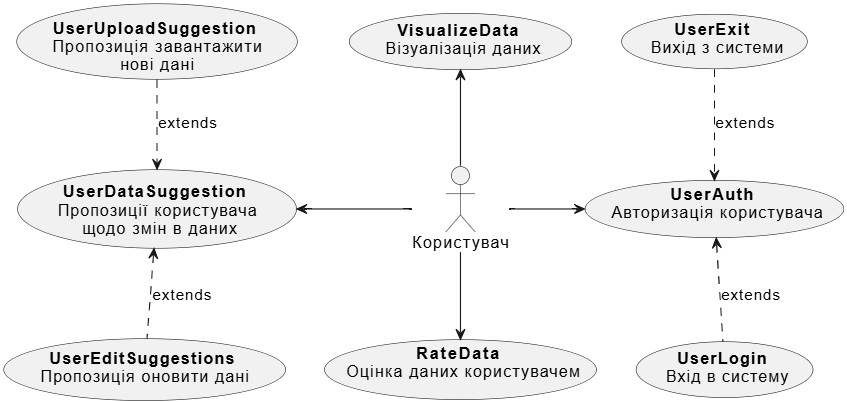 UserUploadSuggestion
Пропозиція завантажити
нові дані
VisualizeData
Візуалізація даних
UserExit
Вихід з системи
extends
extends
UserDataSuggestion
Пропозиції користувача
щодо змін в даних
Користувач
UserAuth
Авторизація користувача
extends
extends
UserEditSuggestions
Пропозиція оновити дані
RateData
Оцінка даних користувачем
UserLogin
Вхід в систему